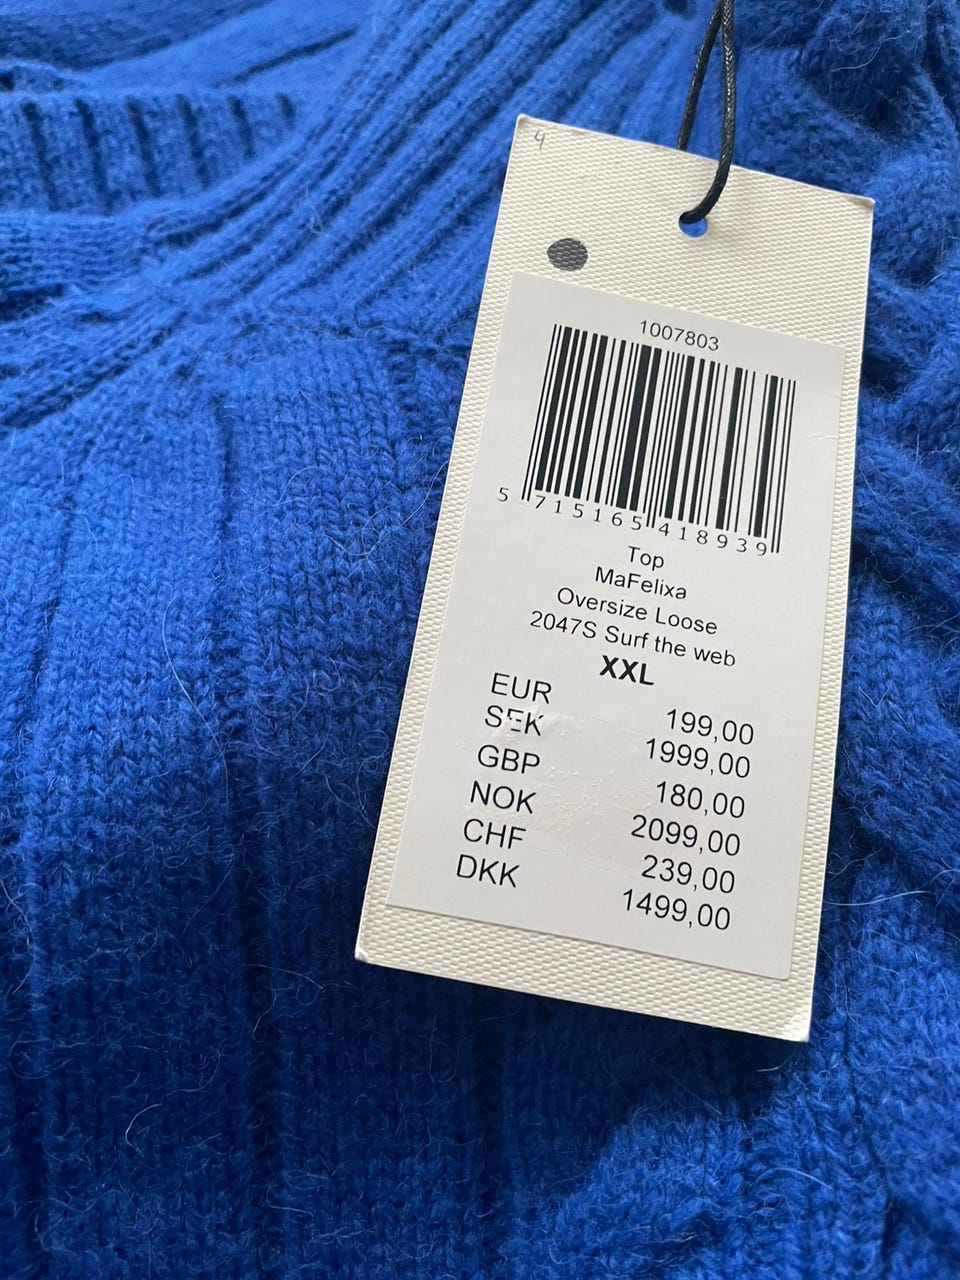 4
1007803
5 715165 418939
Top
MaFelixa
Oversize Loose
2047S Surf the web
XXL
EUR 199,00
SEK 1999,00
GBP 180,00
NOK 2099,00
CHF 239,00
DKK 1499,00